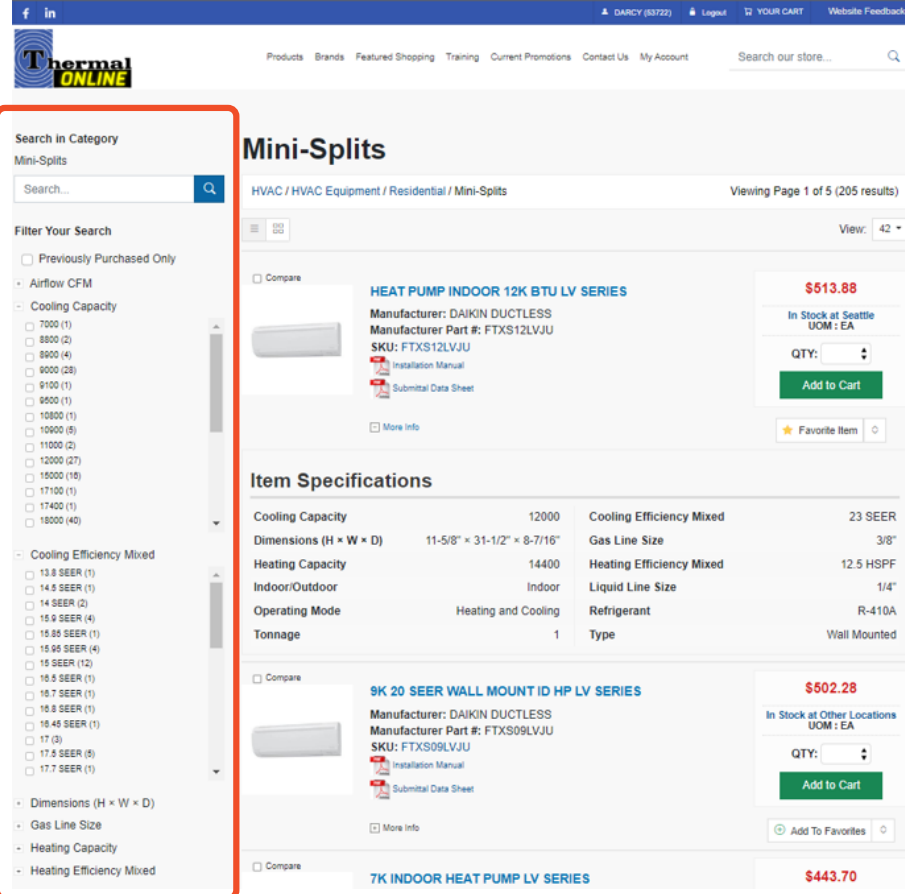 DARCY (53722) Logout YOUR CART Website Feedback
Thermal
ONLINE
Products Brands Featured Shopping Training Current Promotions Contact Us My Account Search our store...
Search in Category
Mini-Splits
Search...
Filter Your Search
Previously Purchased Only
Airflow CFM
Cooling Capacity
7000 (1)
8800 (2)
8900 (4)
9000 (28)
9100 (1)
9500 (1)
10800 (1)
10900 (5)
11000 (2)
12000 (27)
15000 (16)
17100 (1)
17400 (1)
18000 (40)
Cooling Efficiency Mixed
13.8 SEER (1)
14.5 SEER (1)
14 SEER (2)
15.9 SEER (4)
15.85 SEER (1)
15.95 SEER (4)
15 SEER (12)
16.5 SEER (1)
16.7 SEER (1)
16.8 SEER (1)
16.45 SEER (1)
17 (3)
17.5 SEER (5)
17.7 SEER (1)
Dimensions (H × W × D)
Gas Line Size
Heating Capacity
Heating Efficiency Mixed
Mini-Splits
HVAC / HVAC Equipment / Residential / Mini-Splits Viewing Page 1 of 5 (205 results)
View: 42
Compare
HEAT PUMP INDOOR 12K BTU LV SERIES
Manufacturer: DAIKIN DUCTLESS
Manufacturer Part #: FTXS12LVJU
SKU: FTXS12LVJU
Installation Manual
Submittal Data Sheet
More Info
$513.88
In Stock at Seattle
UOM : EA
QTY:
Add to Cart
Favorite Item
Item Specifications
Cooling Capacity 12000 Cooling Efficiency Mixed 23 SEER
Dimensions (H × W × D) 11-5/8" × 31-1/2" × 8-7/16" Gas Line Size 3/8"
Heating Capacity 14400 Heating Efficiency Mixed 12.5 HSPF
Indoor/Outdoor Indoor Liquid Line Size 1/4"
Operating Mode Heating and Cooling Refrigerant R-410A
Tonnage 1 Type Wall Mounted
Compare
9K 20 SEER WALL MOUNT ID HP LV SERIES
Manufacturer: DAIKIN DUCTLESS
Manufacturer Part #: FTXS09LVJU
SKU: FTXS09LVJU
Installation Manual
Submittal Data Sheet
More Info
$502.28
In Stock at Other Locations
UOM : EA
QTY:
Add to Cart
Add To Favorites
Compare
7K INDOOR HEAT PUMP LV SERIES
$443.70